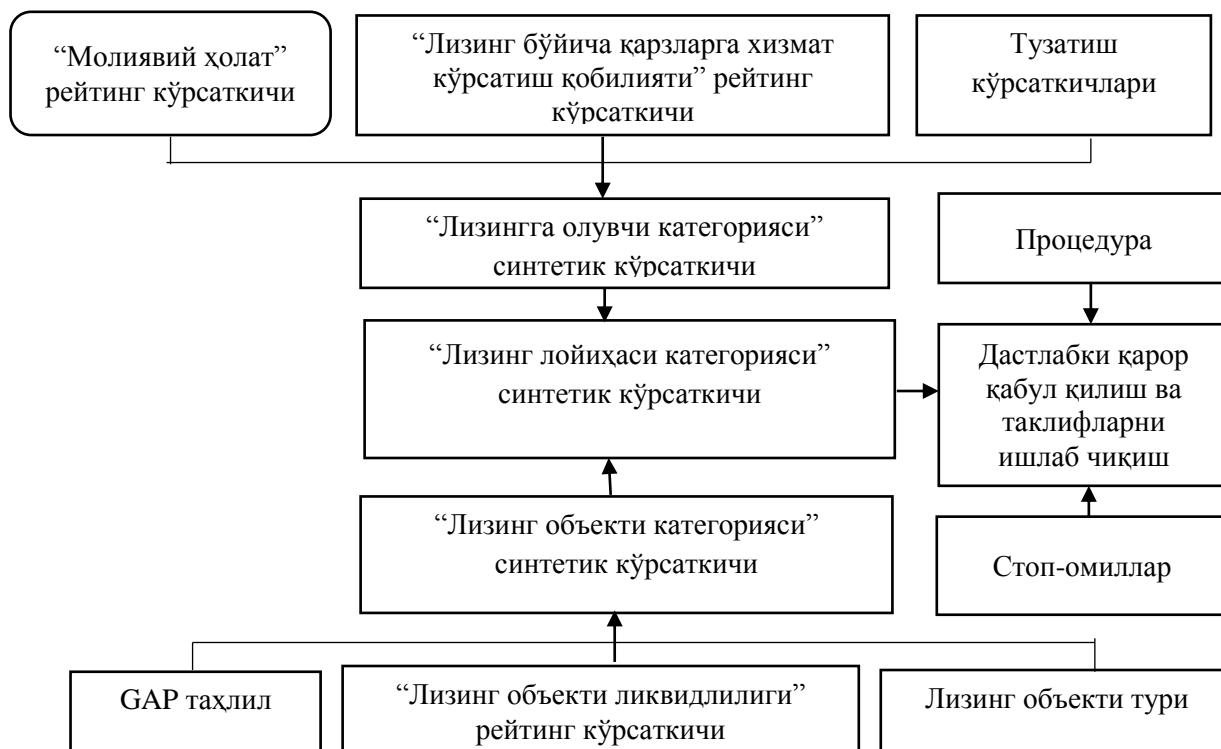 “Молиявий ҳолат”
рейтинг кўрсаткичи
“Лизинг бўйича қарзларга хизмат
кўрсатиш қобилияти” рейтинг
кўрсаткичи
Тузатиш
кўрсаткичлари
“Лизингга олувчи категорияси”
синтетик кўрсаткичи
Процедура
“Лизинг лойиҳаси категорияси”
синтетик кўрсаткичи
Дастлабки қарор
қабул қилиш ва
таклифларни
ишлаб чиқиш
“Лизинг объекти категорияси”
синтетик кўрсаткичи
Стоп-омиллар
GAP таҳлил
“Лизинг объекти ликвидлилиги”
рейтинг кўрсаткичи
Лизинг объекти тури